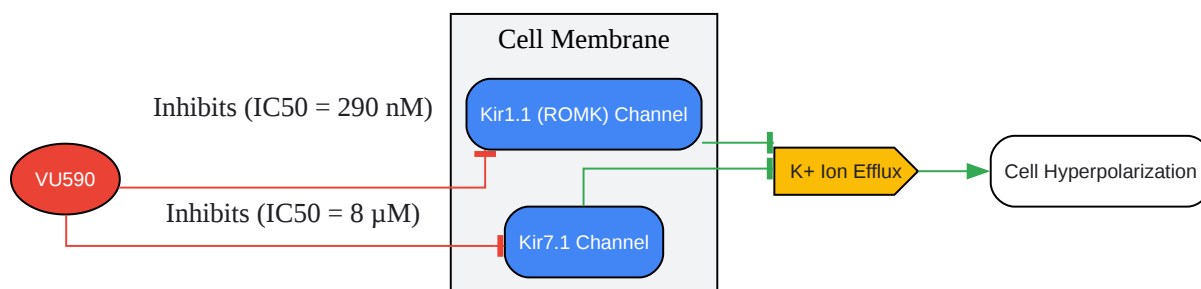 Cell Membrane
Inhibits (IC50 = 290 nM)
Kir1.1 (ROMK) Channel
VU590
K+ Ion Efflux
Cell Hyperpolarization
Inhibits (IC50 = 8 µM)
Kir7.1 Channel